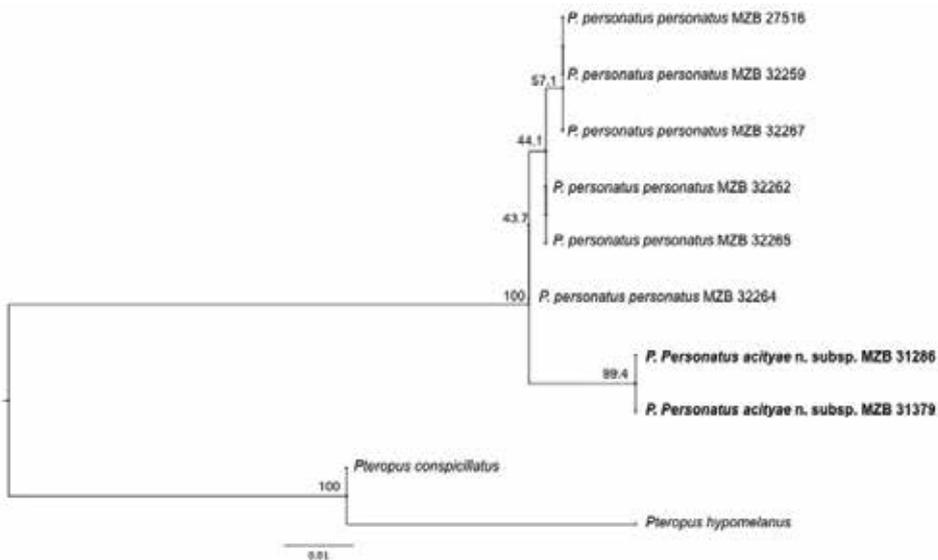 P. personatus personatus MZB 27516
P. personatus personatus MZB 32259
57.1
P. personatus personatus MZB 32267
44.1
P. personatus personatus MZB 32262
43.7
P. personatus personatus MZB 32265
100
P. personatus personatus MZB 32264
P. Personatus acityae n. subsp. MZB 31286
99.4
P. Personatus acityae n. subsp. MZB 31379
Pteropus conspicillatus
100
Pteropus hypomelanus
0.01